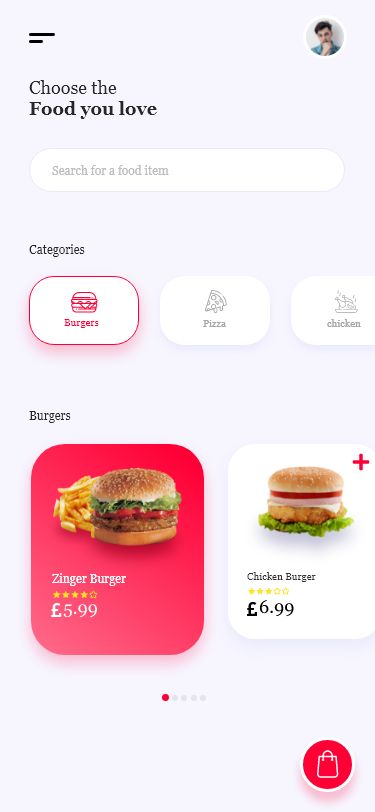 Choose the
Food you love
Search for a food item
Categories
Burgers
Pizza
chicken
Burgers
Zinger Burger
£5.99
Chicken Burger
£6.99